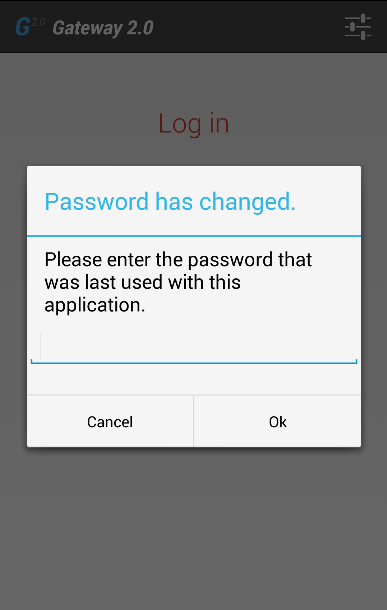 G2.0 Gateway 2.0
Log in
Password has changed.
Please enter the password that
was last used with this
application.
Cancel Ok